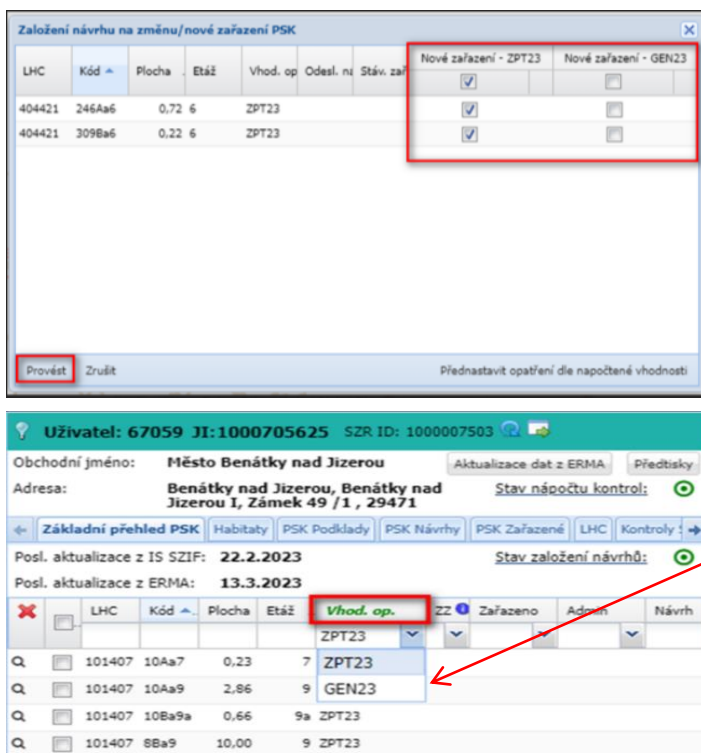 Založení návrhu na změnu/nové zařazení PSK
LHC Kód Plocha Etáž Vhod. op Odesl. ná Stáv. zař Nové zařazení - ZPT23 Nové zařazení - GEN23
404421 246Aa6 0,72 6 ZPT23
404421 309Ba6 0,22 6 ZPT23
Provést Zrušit Přednastavit opatření dle napočtené vhodnosti
Uživatel: 67059 JI:1000705625 SZR ID: 1000007503
Obchodní jméno: Město Benátky nad Jizerou Aktualizace dat z ERMA Předtisky
Adresa: Benátky nad Jizerou, Benátky nad Stav nápočtu kontrol:
Jizerou I, Zámek 49 /1 , 29471
Základní přehled PSK Habitaty PSK Podklady PSK Návrhy PSK Zařazené LHC Kontroly
Posl. aktualizace z IS SZIF: 22.2.2023 Stav založení návrhů:
Posl. aktualizace z ERMA: 13.3.2023
LHC Kód Plocha Etáž Vhod. op. ZZ Zařazeno Admin Návrh
ZPT23
101407 10Aa7 0,23 7 ZPT23
101407 10Aa9 2,86 9 GEN23
101407 10Ba9a 0,66 9a ZPT23
101407 8Ba9 10,00 9 ZPT23